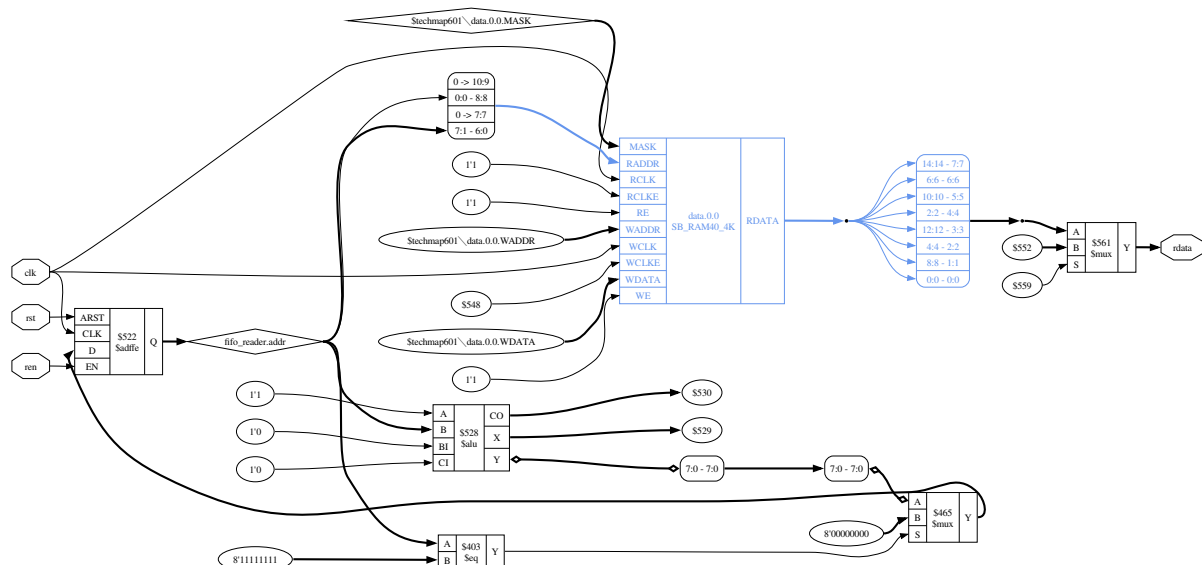 $techmap601\data.0.0.MASK
0 -> 10:9
0:0 - 8:8
0 -> 7:7
7:1 - 6:0
1'1
1'1
$techmap601\data.0.0.WADDR
$548
$techmap601\data.0.0.WDATA
1'1
MASK
RADDR
RCLK
RCLKE
RE
WADDR
WCLK
WCLKE
WDATA
WE
data.0.0
SB_RAM40_4K
RDATA
14:14 - 7:7
6:6 - 6:6
10:10 - 5:5
2:2 - 4:4
12:12 - 3:3
4:4 - 2:2
8:8 - 1:1
0:0 - 0:0
$552
$559
A
B
S
$561
$mux
Y
rdata
clk
rst
ren
ARST
CLK
D
EN
$522
$adffe
Q
fifo_reader.addr
1'1
1'0
1'0
A
B
BI
CI
$528
$alu
CO
X
Y
$530
$529
7:0 - 7:0
7:0 - 7:0
8'00000000
A
B
S
$465
$mux
Y
8'11111111
A
B
$403
$eq
Y